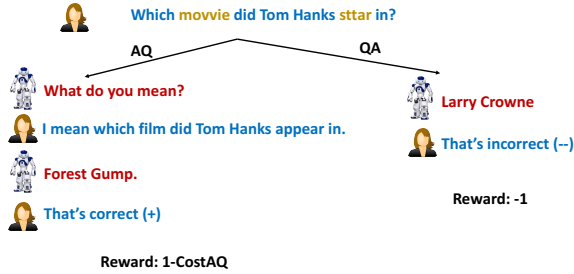 Which movvie did Tom Hanks sttar in?
AQ
QA
What do you mean?
I mean which film did Tom Hanks appear in.
Forest Gump.
That's correct (+)
Reward: 1-CostAQ
Larry Crowne
That's incorrect (--)
Reward: -1